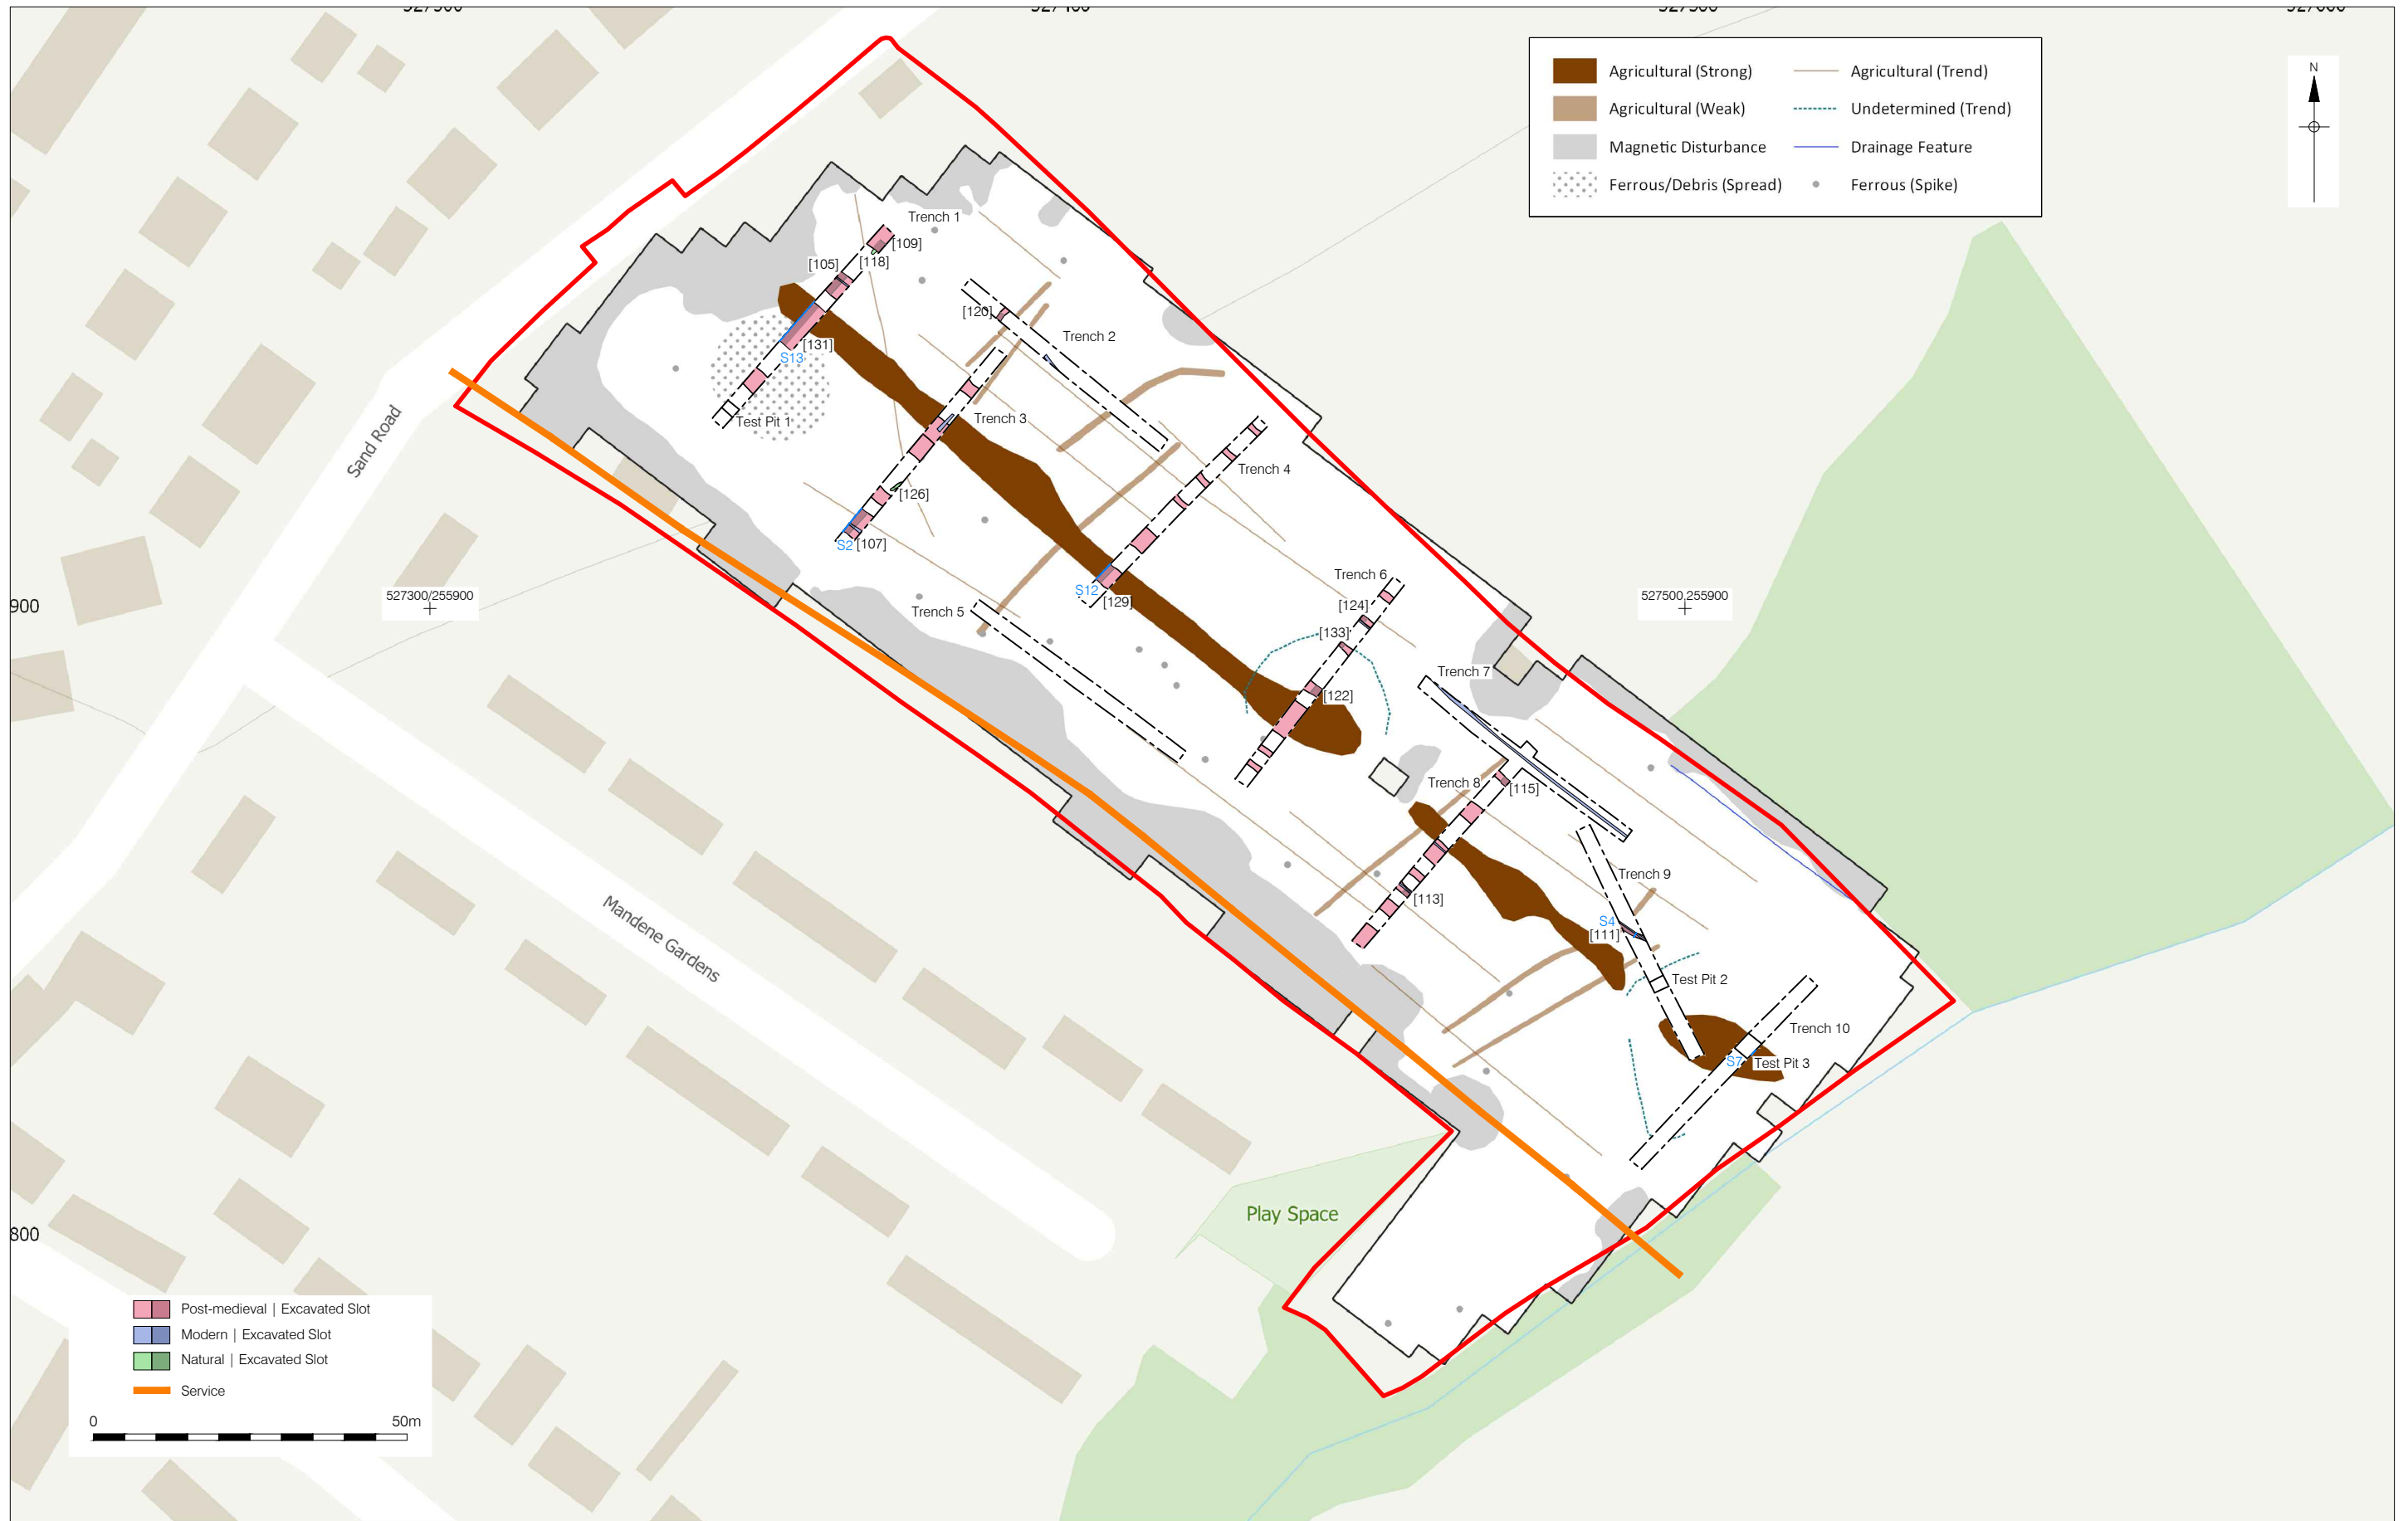 Agricultural (Strong)
Agricultural (Trend)
Agricultural (Weak)
Undetermined (Trend)
Magnetic Disturbance
Drainage Feature
Ferrous/Debris (Spread)
Ferrous (Spike)
N
Trench 1
[109]
[118]
[105]
[120]
Trench 2
[131]
S13
Test Pit 1
Trench 3
Trench 4
[126]
S2
[107]
Sand Road
Trench 6
S12
[129]
Trench 5
[124]
[133]
527300/255900
527500,255900
900
Trench 7
[122]
Trench 8
[115]
Trench 9
[113]
S4
[111]
Test Pit 2
Mandene Gardens
Trench 10
S7
Test Pit 3
Play Space
800
Post-medieval | Excavated Slot
Modern | Excavated Slot
Natural | Excavated Slot
Service
0
50m